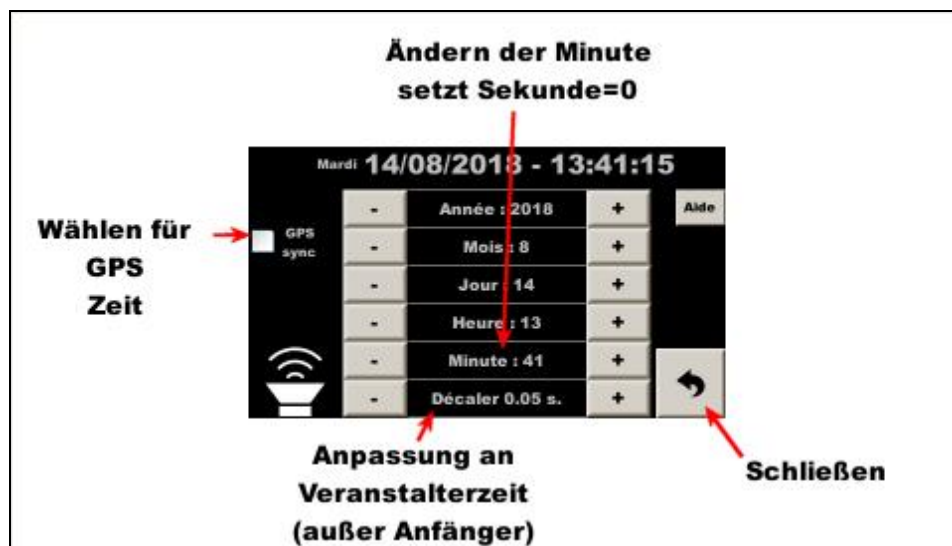 Ändern der Minute
setzt Sekunde=0
Mardi 14/08/2018 - 13:41:15
- Année : 2018 + Aide
Wählen für
GPS
Zeit
GPS
sync
- Mois : 8 +
- Jour : 14 +
- Heure : 13 +
- Minute : 41 +
- Décaler 0.05 s. +
Anpassung an
Veranstalterzeit
(außer Anfänger)
Schließen